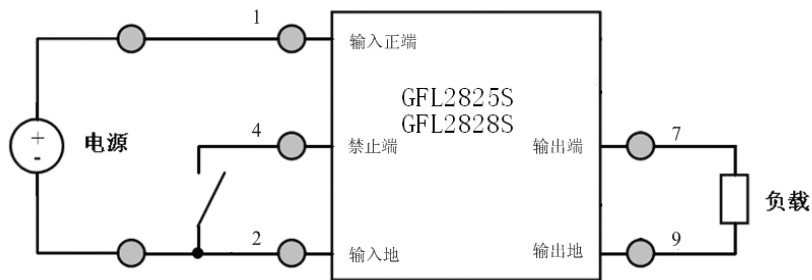 1
输入正端
GFL2825S
GFL2828S
+
-
电源
4
禁止端
输出端
7
负载
2
输入地
输出地
9